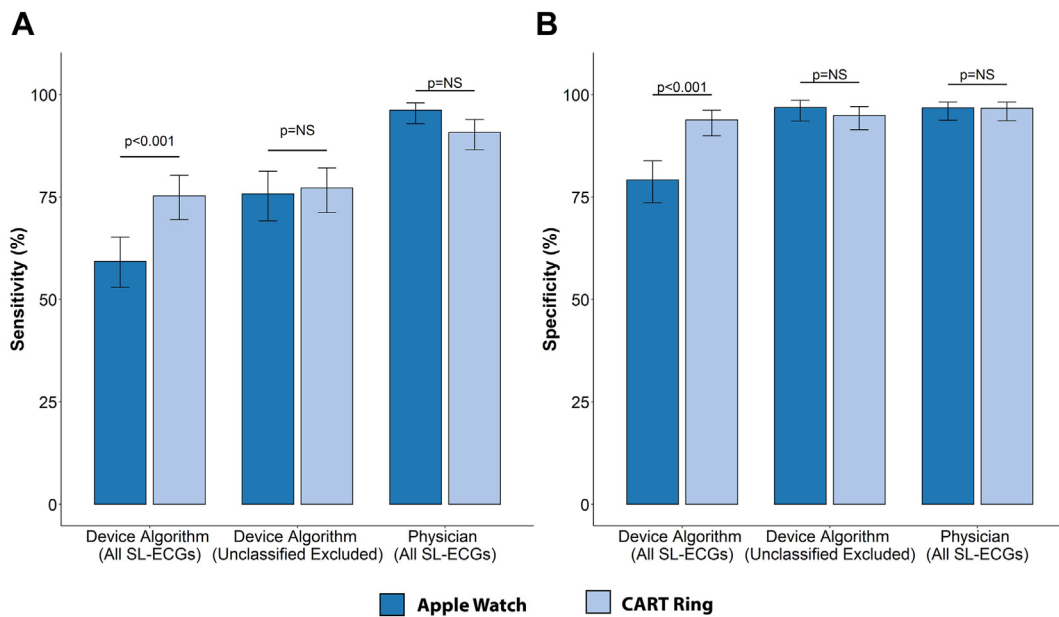 A
Sensitivity (%)
100
75
50
25
0
p<0.001
p=NS
p=NS
Device Algorithm
(All SL-ECGs)
Device Algorithm
(Unclassified Excluded)
Physician
(All SL-ECGs)
B
Specificity (%)
100
75
50
25
0
p<0.001
p=NS
p=NS
Device Algorithm
(All SL-ECGs)
Device Algorithm
(Unclassified Excluded)
Physician
(All SL-ECGs)
Apple Watch
CART Ring